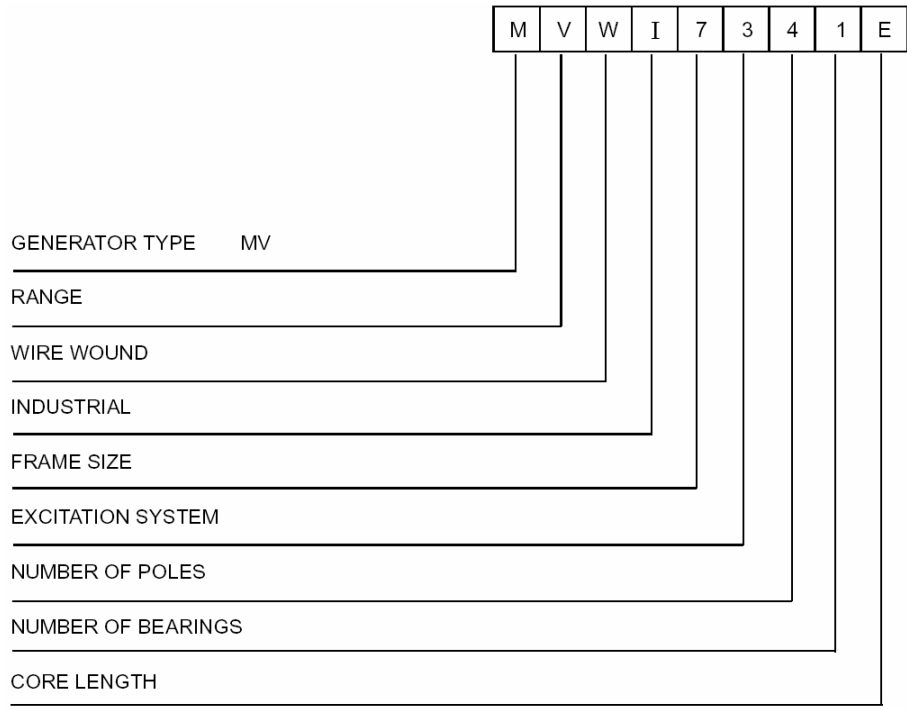 M V W I 7 3 4 1 E
GENERATOR TYPE MV
RANGE
WIRE WOUND
INDUSTRIAL
FRAME SIZE
EXCITATION SYSTEM
NUMBER OF POLES
NUMBER OF BEARINGS
CORE LENGTH